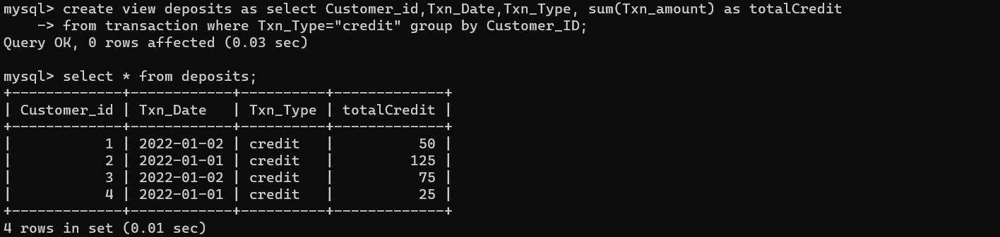 mysql> create view deposits as select Customer_id,Txn_Date,Txn_Type, sum(Txn_amount) as totalCredit
    -> from transaction where Txn_Type="credit" group by Customer_ID;
Query OK, 0 rows affected (0.03 sec)

mysql> select * from deposits;
+-------------+------------+----------+-------------+
| Customer_id | Txn_Date   | Txn_Type | totalCredit |
+-------------+------------+----------+-------------+
|           1 | 2022-01-02 | credit   |          50 |
|           2 | 2022-01-01 | credit   |         125 |
|           3 | 2022-01-02 | credit   |          75 |
|           4 | 2022-01-01 | credit   |          25 |
+-------------+------------+----------+-------------+
4 rows in set (0.01 sec)